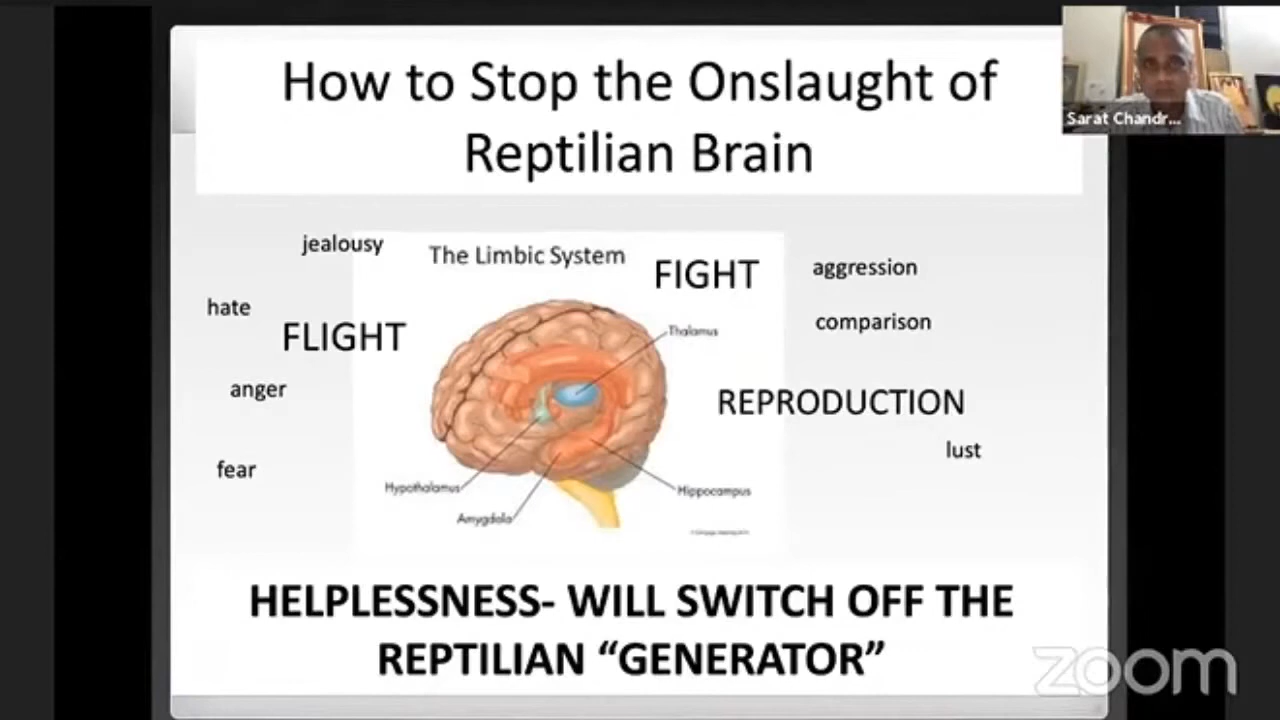 How to Stop the Onslaught of
Reptilian Brain
Sarat Chandr...
jealousy
The Limbic System
FIGHT
aggression
hate
FLIGHT
Thalamus
comparison
anger
REPRODUCTION
lust
fear
Hypothalamus
Hippocampus
Amygdala
HELPLESSNESS- WILL SWITCH OFF THE
REPTILIAN “GENERATOR”
zoom